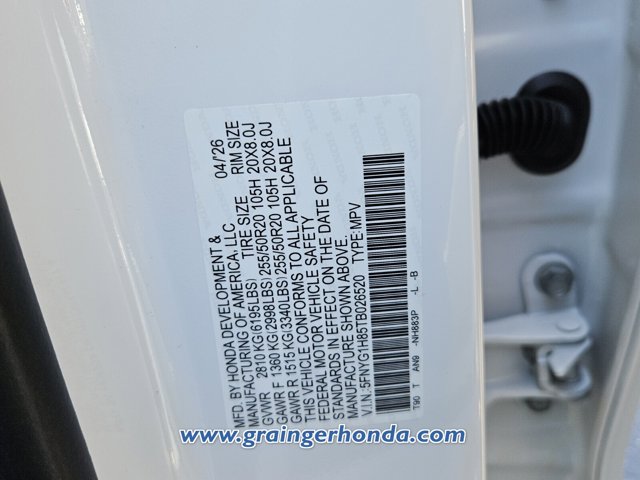 MFD. BY HONDA DEVELOPMENT & 04/'26
MANUFACTURING OF AMERICA, LLC
TIRE SIZE RIM SIZE
GVWR 2810 KG(6195LBS)
GAWR F 1360 KG(2998LBS) 255/50R20 105H 20X8.0J
GAWR R 1515 KG(3340LBS) 255/50R20 105H 20X8.0J
THIS VEHICLE CONFORMS TO ALL APPLICABLE
FEDERAL MOTOR VEHICLE SAFETY
STANDARDS IN EFFECT ON THE DATE OF
MANUFACTURE SHOWN ABOVE.
V.I.N.:5FNYG1H85TB026520 TYPE:MPV
T90 T AN9 -NH883P -L -B
www.graingerhonda.com